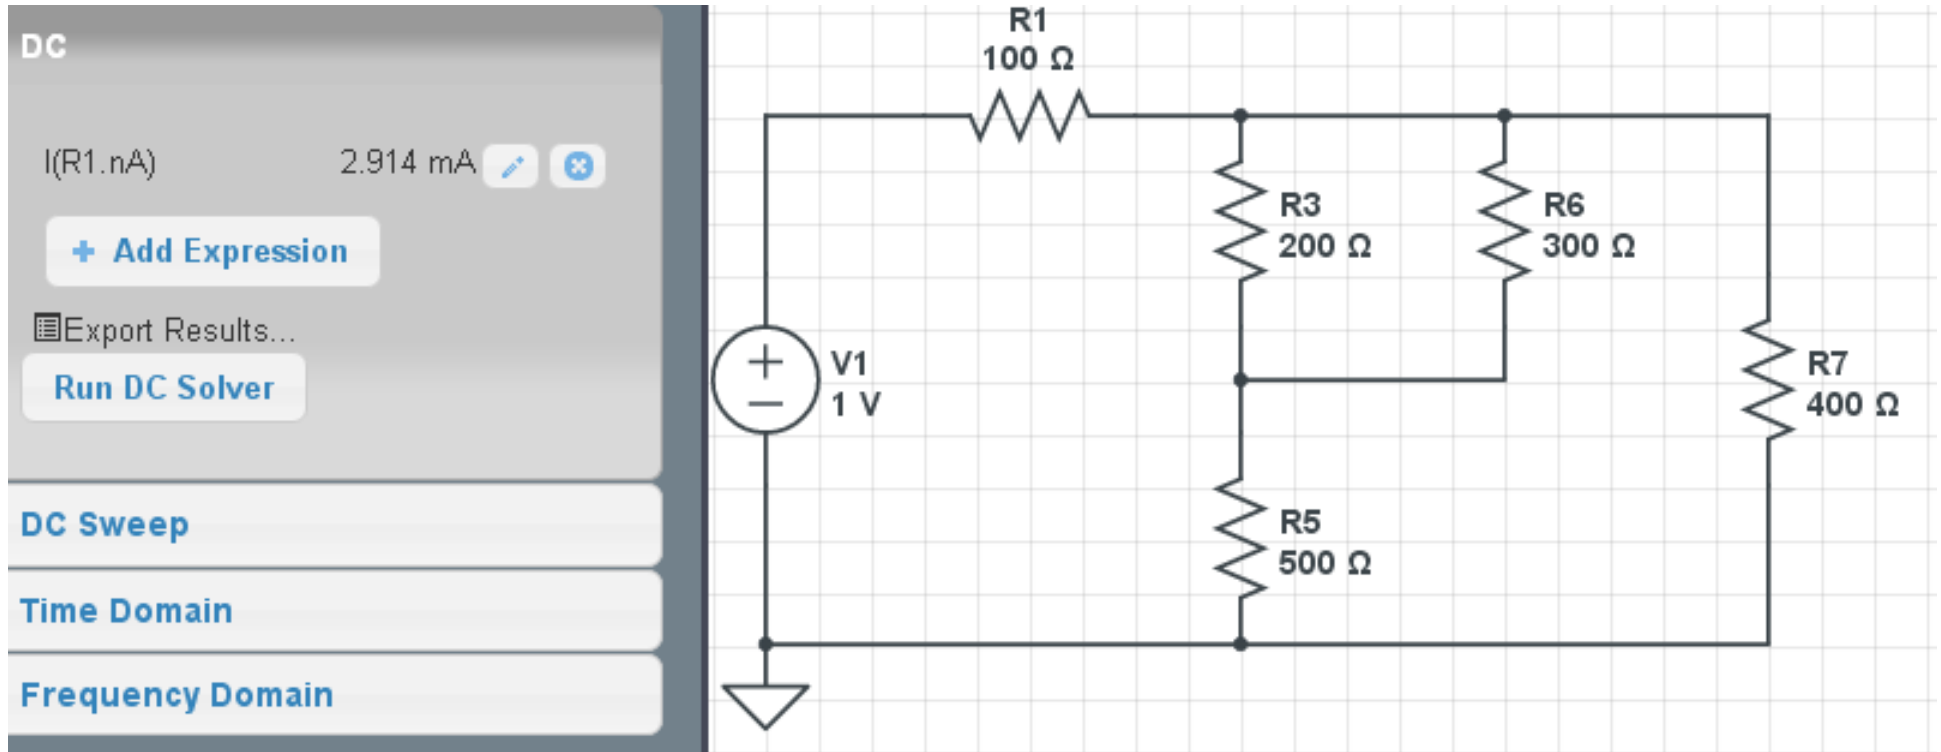 DC
I(R1.nA) 2.914 mA
+ Add Expression
Export Results...
Run DC Solver
DC Sweep
Time Domain
Frequency Domain
R1
100 Ω
R3
200 Ω
R6
300 Ω
V1
1 V
R7
400 Ω
R5
500 Ω